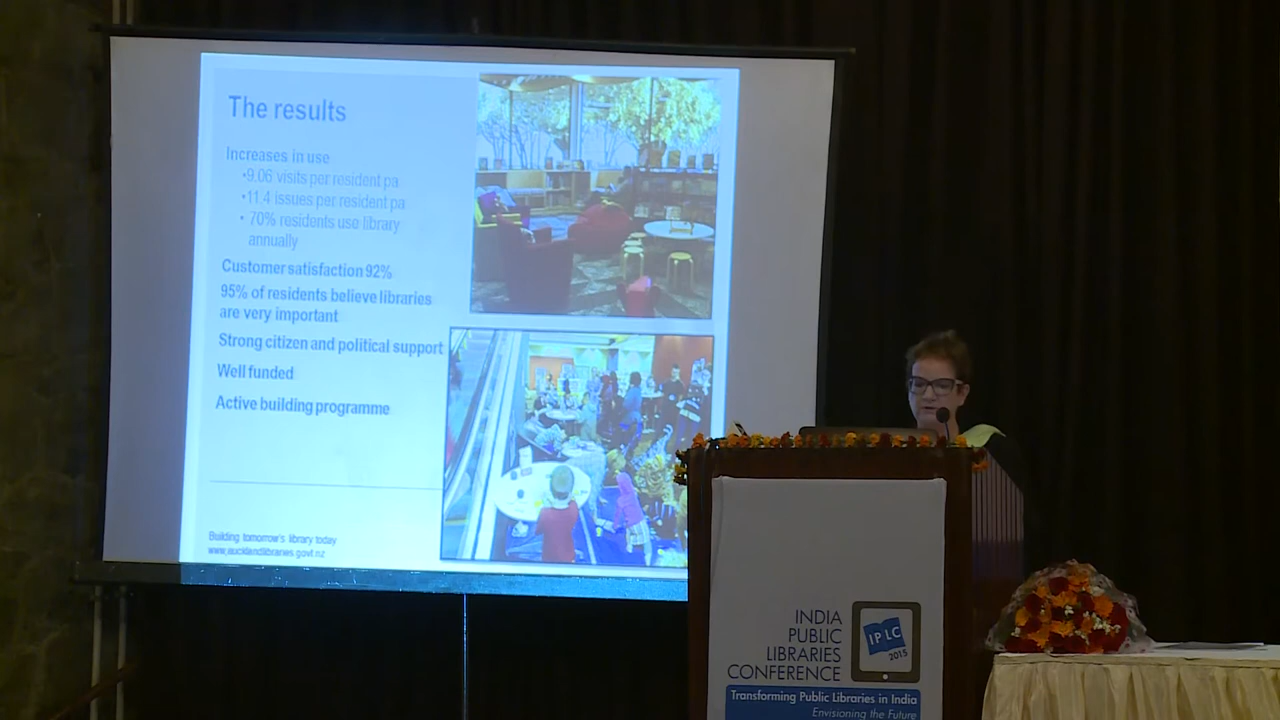 The results
Increases in use
•9.06 visits per resident pa
•11.4 issues per resident pa
• 70% residents use library
annually
Customer satisfaction 92%
95% of residents believe libraries
are very important
Strong citizen and political support
Well funded
Active building programme
Building tomorrow's library today
www.aucklandlibraries.govt.nz
INDIA
PUBLIC
LIBRARIES
CONFERENCE
IPLC
2015
Transforming Public Libraries in India
Envisioning the Future